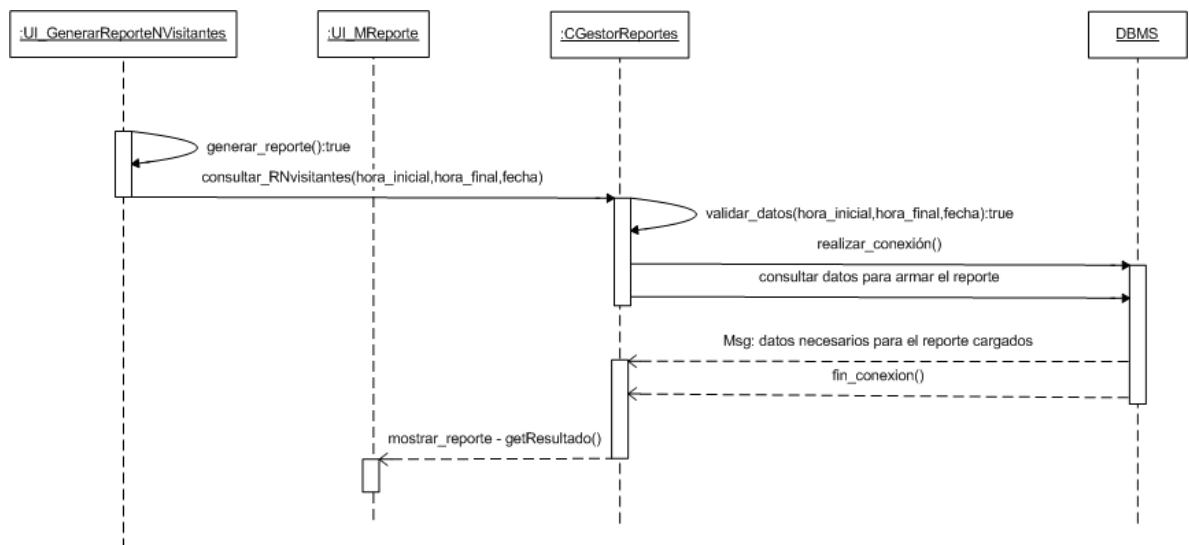 :UI_GenerarReporteNVisitantes
:UI_MReporte
:CGestorReportes
DBMS
generar_reporte():true
consultar_RNvisitantes(hora_inicial,hora_final,fecha)
validar_datos(hora_inicial,hora_final,fecha):true
realizar_conexión()
consultar datos para armar el reporte
Msg: datos necesarios para el reporte cargados
fin_conexion()
mostrar_reporte - getResultado()